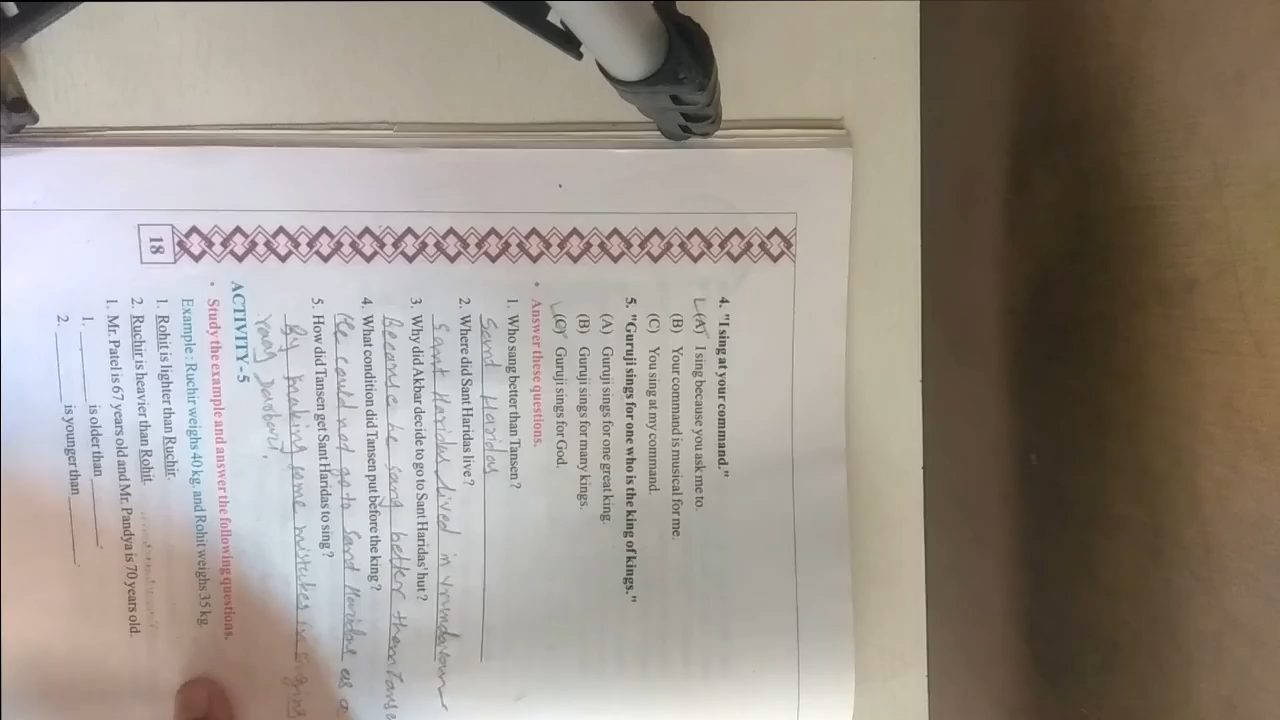 4. "I sing at your command."
(A) I sing because you ask me to.
(B) Your command is musical for me.
(C) You sing at my command.
5. "Guruji sings for one who is the king of kings."
(A) Guruji sings for one great king.
(B) Guruji sings for many kings.
(C) Guruji sings for God.
• Answer these questions.
1. Who sang better than Tansen ?
Sant Haridas
2. Where did Sant Haridas live ?
Sant Haridas lived in
3. Why did Akbar decide to go to Sant Haridas' hut ?
Because he sang better than
4. What condition did Tansen put before the king ?
He could not go to Sant Haridas as a
5. How did Tansen get Sant Haridas to sing ?
By making some mistakes
ACTIVITY - 5
• Study the example and answer the following questions.
Example : Ruchir weighs 40 kg. and Rohit weighs 35 kg.
1. Rohit is lighter than Ruchir.
2. Ruchir is heavier than Rohit.
1. Mr. Patel is 67 years old and Mr. Pandya is 70 years old.
1. ________ is older than ________.
2. ________ is younger than ________.
18